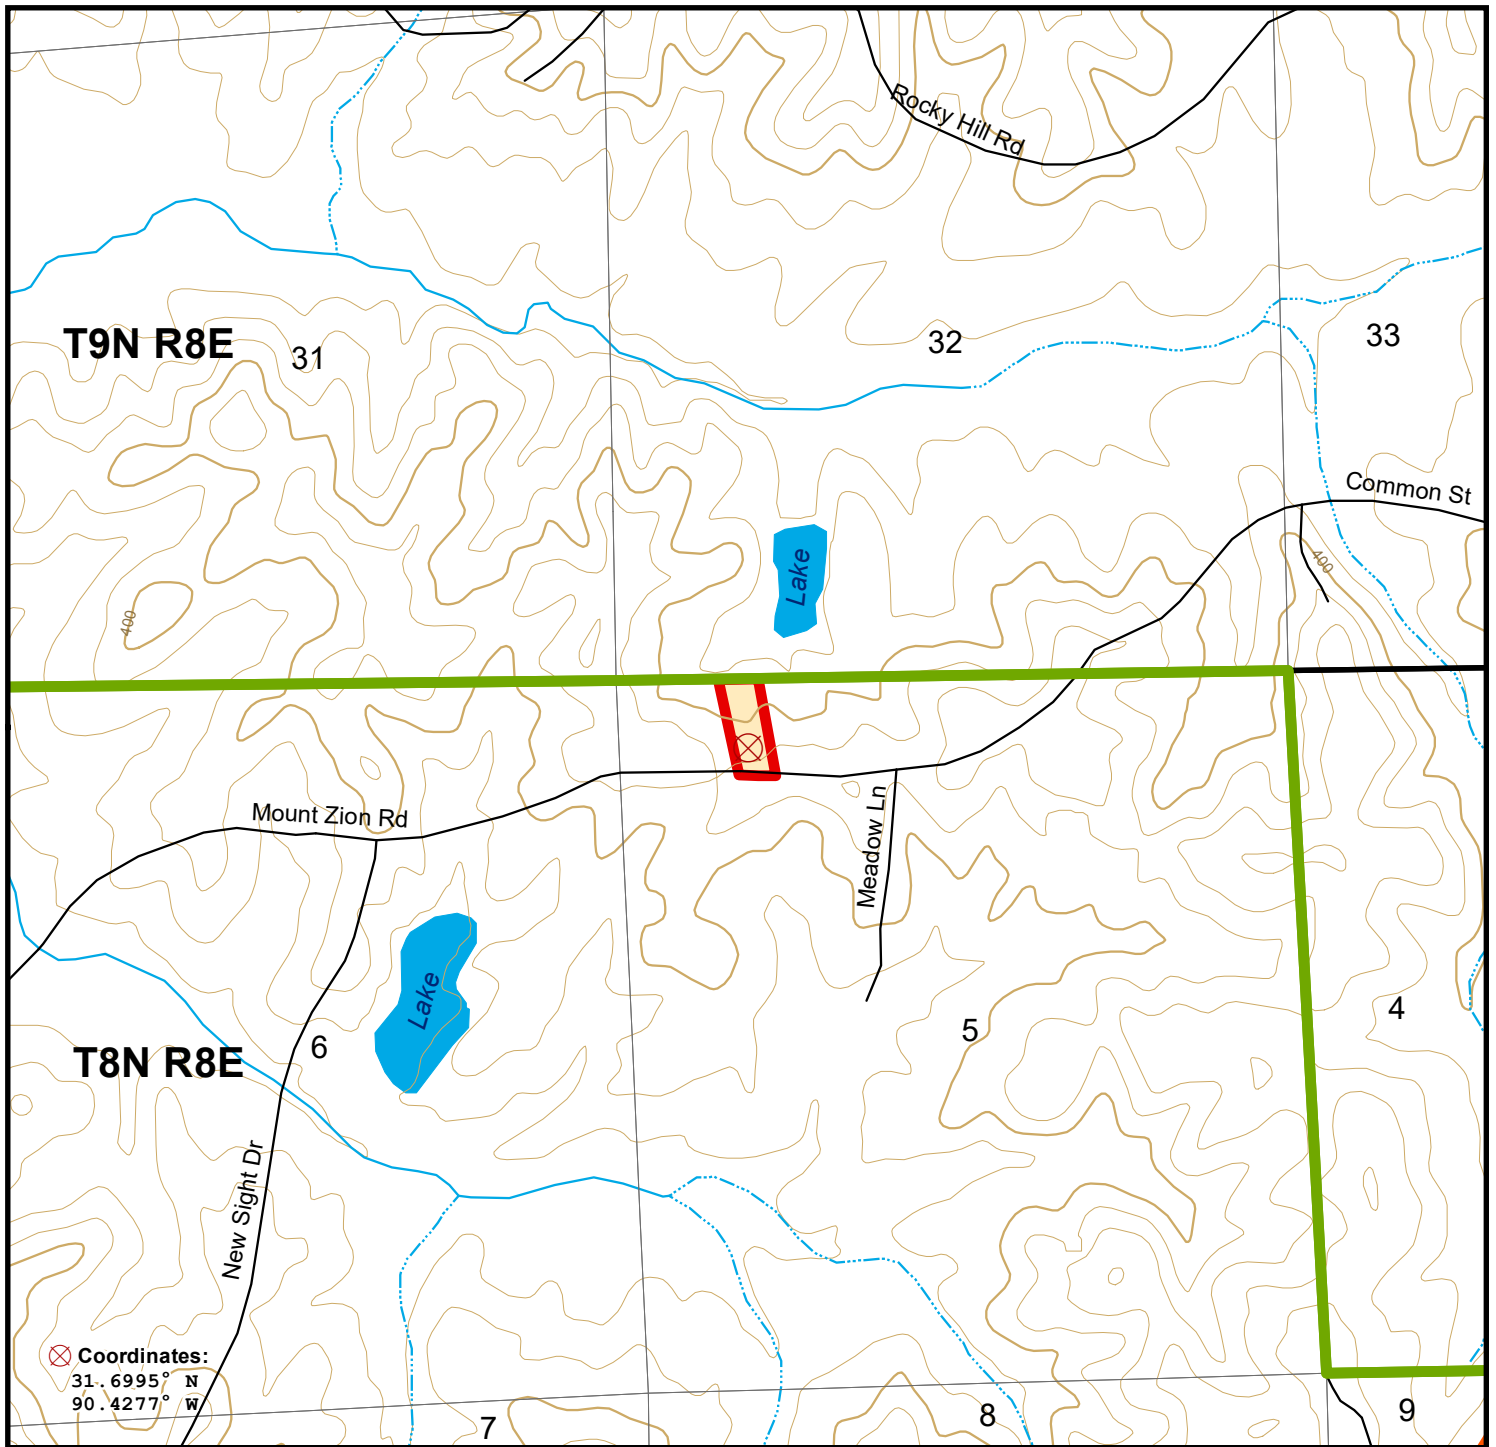 Rocky Hill Rd
T9N R8E
31
32
33
Common St
400
Lake
400
Mount Zion Rd
Meadow Ln
Lake
4
5
6
T8N R8E
New Sight Dr
Coordinates:
31.6995° N
90.4277° W
7
8
9